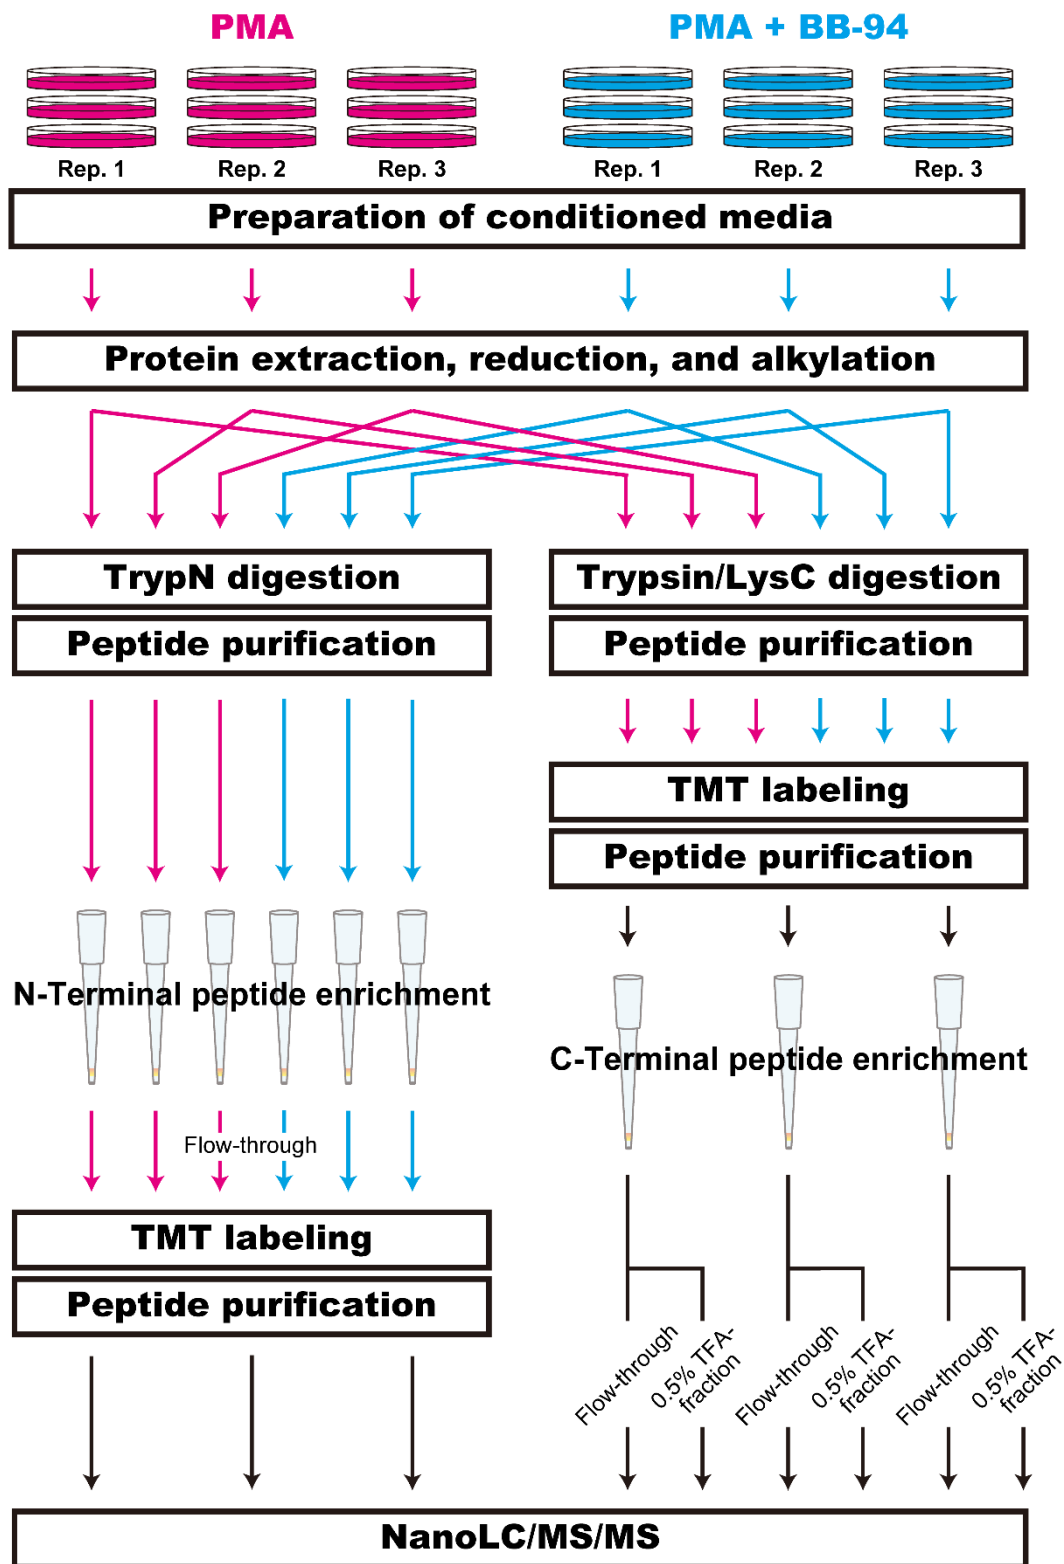 PMA
PMA + BB-94
Rep. 1
Rep. 2
Rep. 3
Rep. 1
Rep. 2
Rep. 3
Preparation of conditioned media
Protein extraction, reduction, and alkylation
TrypN digestion
Peptide purification
Trypsin/LysC digestion
Peptide purification
TMT labeling
Peptide purification
N-Terminal peptide enrichment
C-Terminal peptide enrichment
Flow-through
TMT labeling
Peptide purification
Flow-through
0.5% TFA-
fraction
Flow-through
0.5% TFA-
fraction
Flow-through
0.5% TFA-
fraction
NanoLC/MS/MS